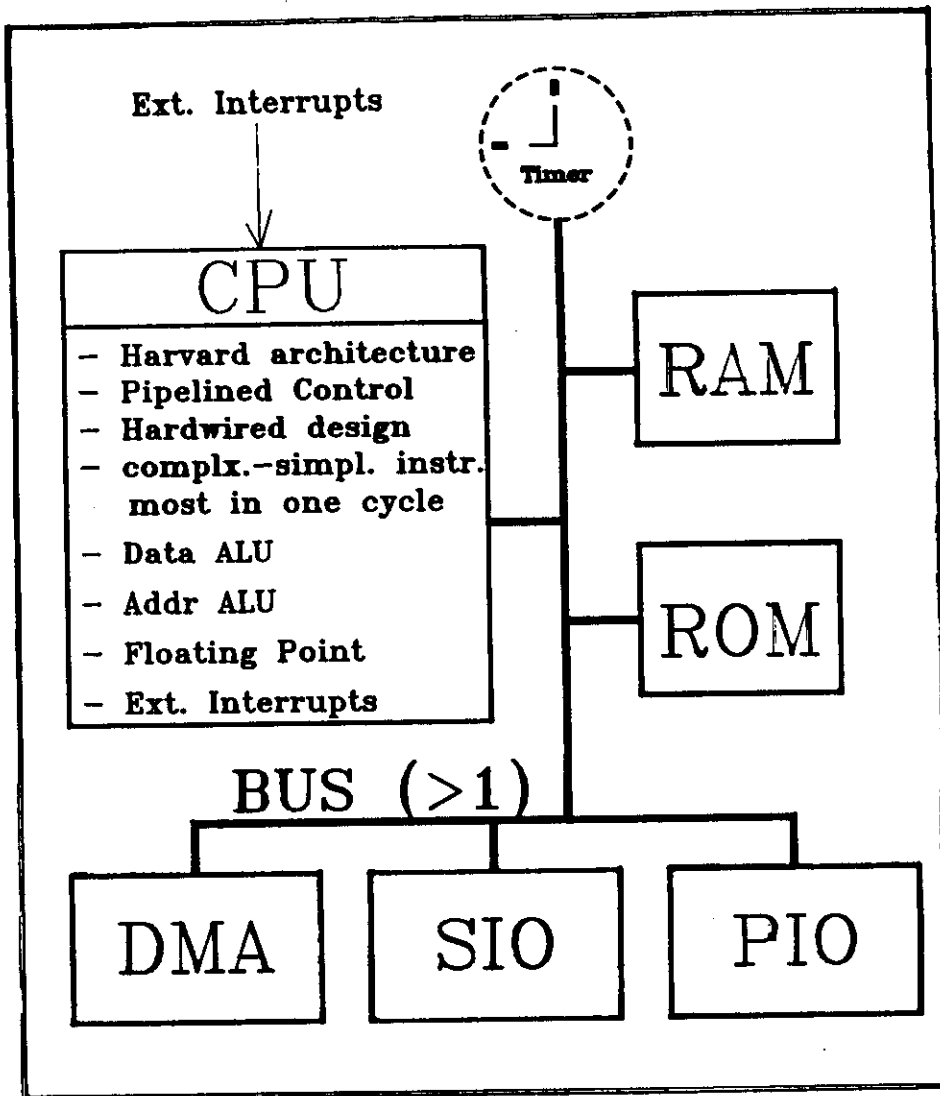 Ext. Interrupts
Timer
CPU
- Harvard architecture
- Pipelined Control
- Hardwired design
- complx.-simpl. instr.
most in one cycle
- Data ALU
- Addr ALU
- Floating Point
- Ext. Interrupts
RAM
ROM
BUS (>1)
DMA
SIO
PIO